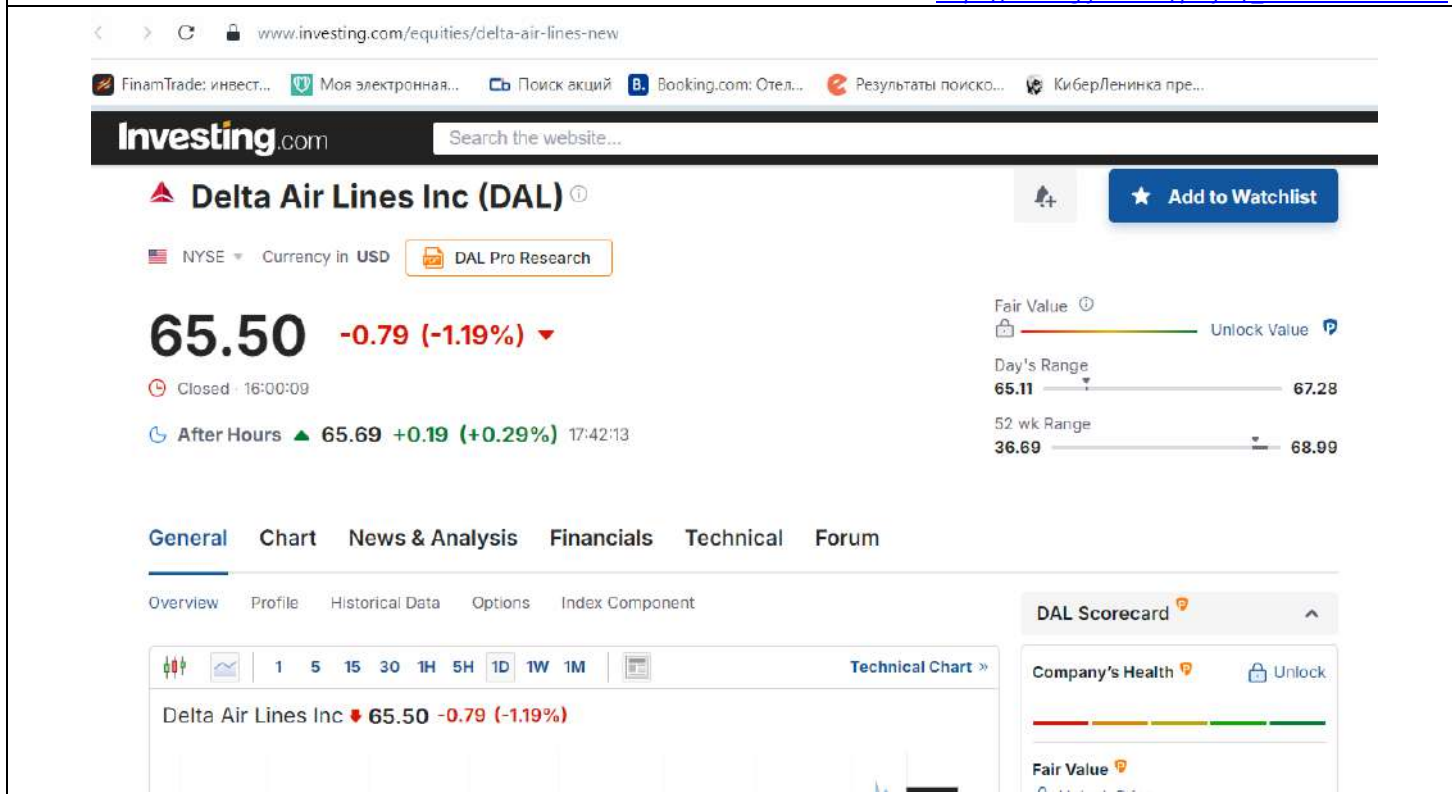 www.investing.com/equities/delta-air-lines-new
FinamTrade: инвест... Моя электронная... Сь Поиск акций B. Booking.com: Отел... Результаты поиско... КиберЛенинка пре...
Investing.com Search the website...
Delta Air Lines Inc (DAL)
Add to Watchlist
NYSE Currency in USD DAL Pro Research
65.50 -0.79 (-1.19%)
Fair Value
Unlock Value
Closed · 16:00:09
Day's Range
65.11 67.28
After Hours 65.69 +0.19 (+0.29%) 17:42:13
52 wk Range
36.69 68.99
General Chart News & Analysis Financials Technical Forum
Overview Profile Historical Data Options Index Component
DAL Scorecard
1 5 15 30 1H 5H 1D 1W 1M Technical Chart »
Company's Health Unlock
Delta Air Lines Inc 65.50 -0.79 (-1.19%)
Fair Value